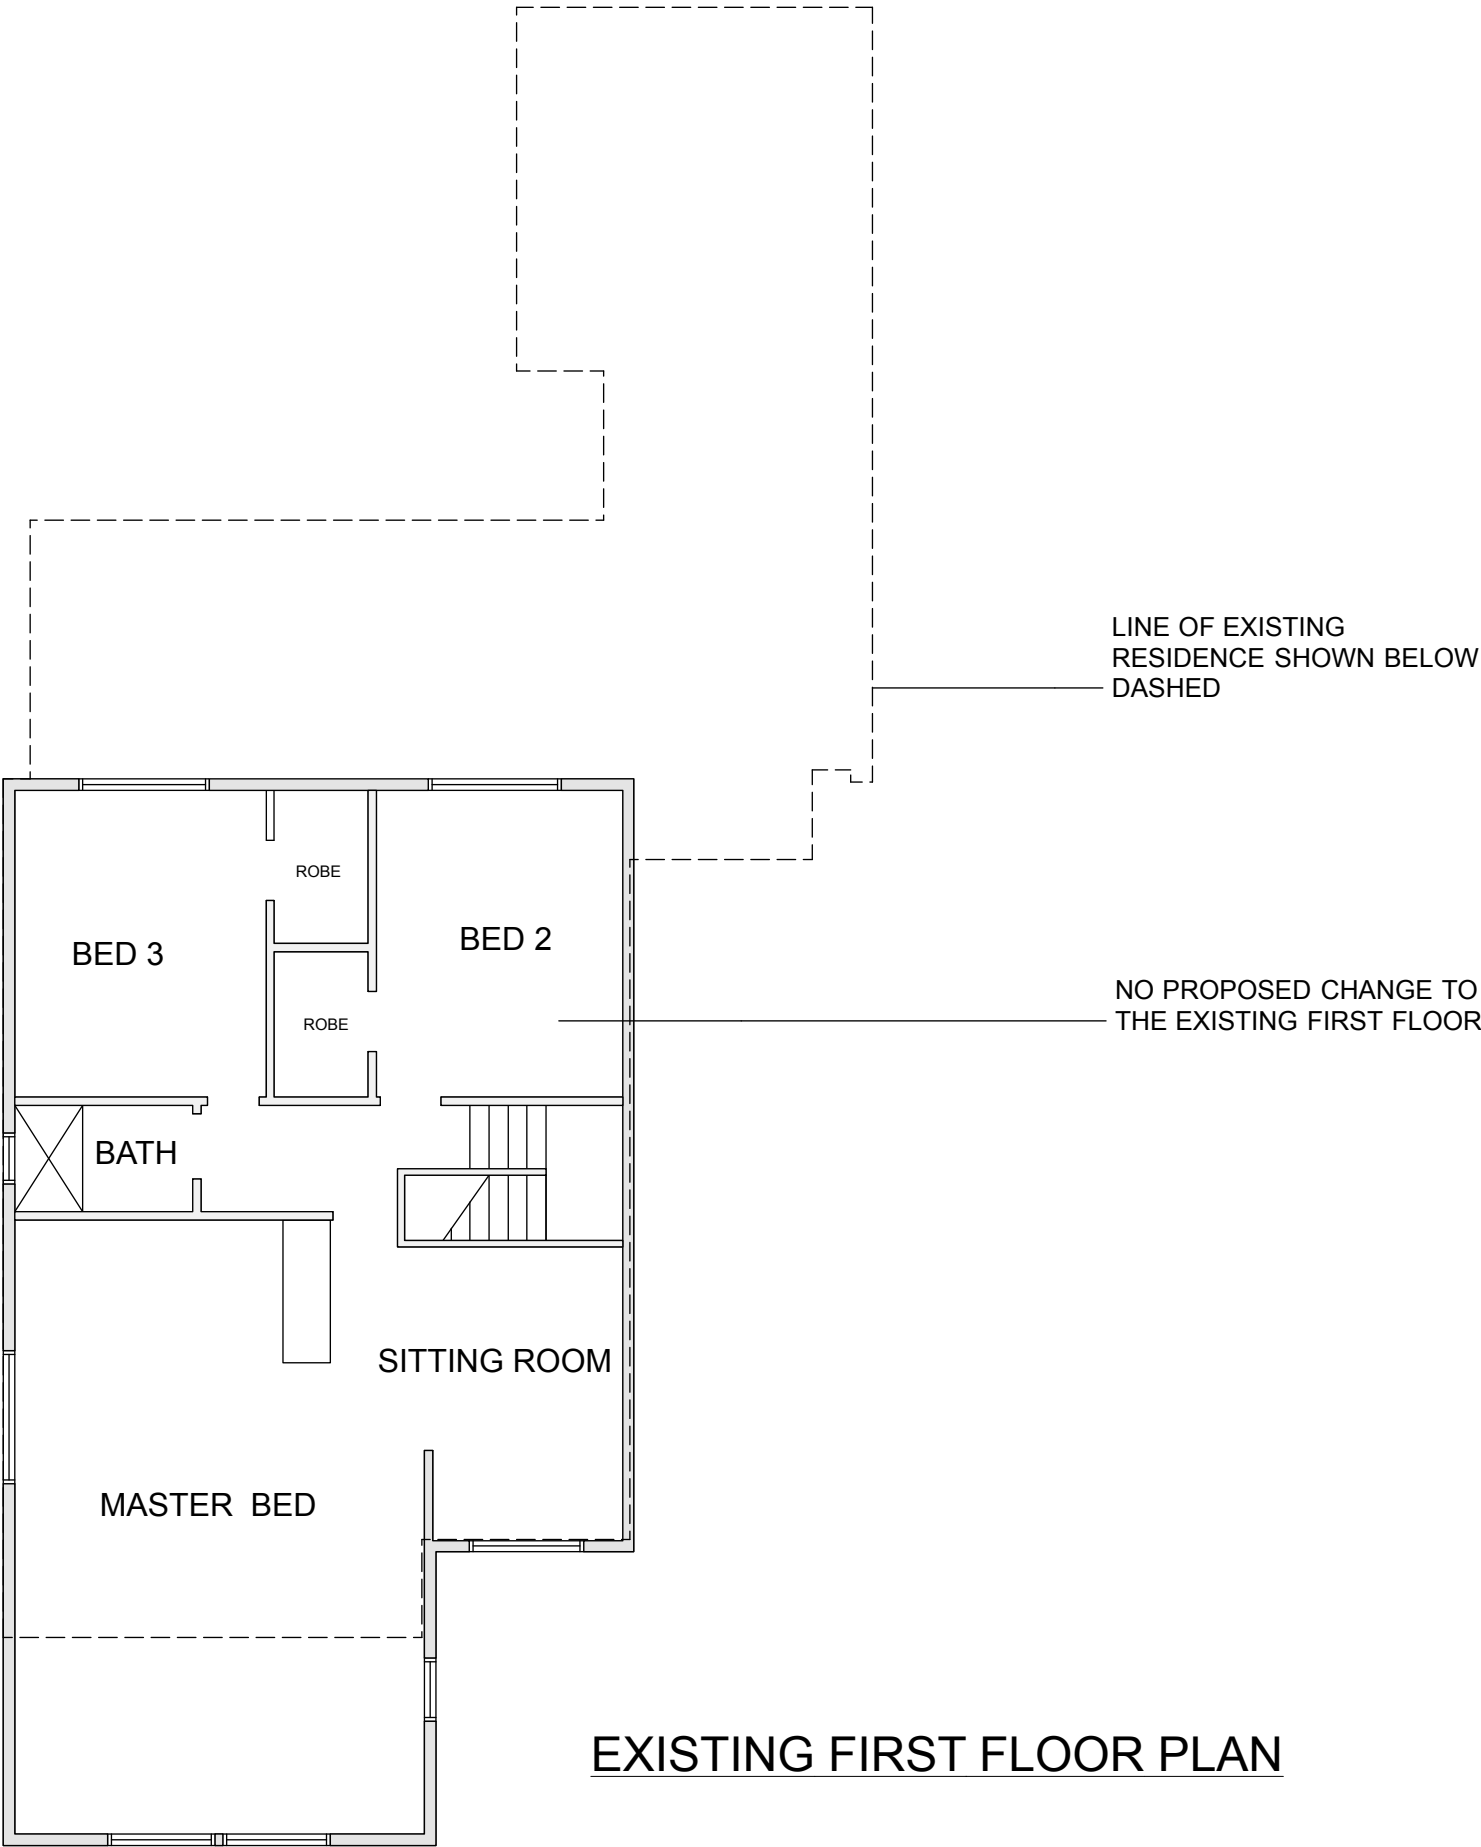 LINE OF EXISTING
RESIDENCE SHOWN BELOW
DASHED
ROBE
BED 2
BED 3
NO PROPOSED CHANGE TO
THE EXISTING FIRST FLOOR
ROBE
BATH
SITTING ROOM
MASTER BED
EXISTING FIRST FLOOR PLAN